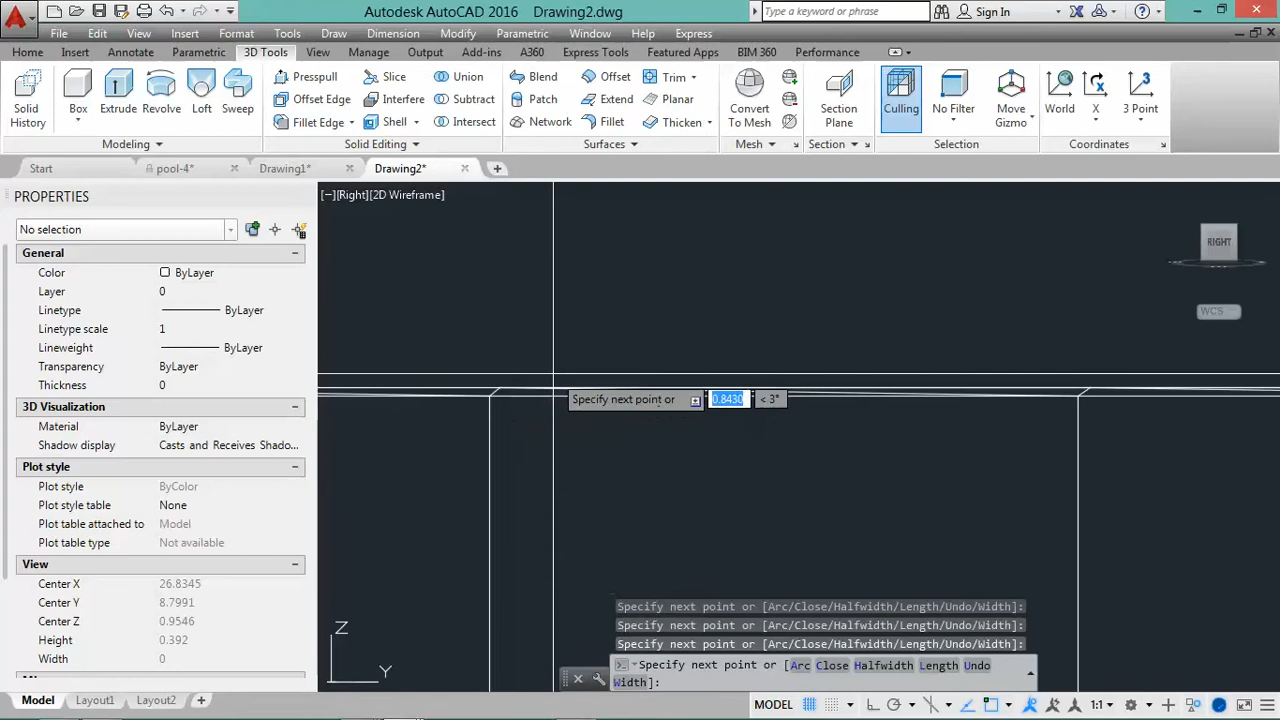 Autodesk AutoCAD 2016 Drawing2.dwg
Type a keyword or phrase
Sign In
File Edit View Insert Format Tools Draw Dimension Modify Parametric Window Help Express
Home Insert Annotate Parametric 3D Tools View Manage Output Add-ins A360 Express Tools Featured Apps BIM 360 Performance
Solid History
Box
Extrude
Revolve
Loft
Sweep
Presspull
Offset Edge
Fillet Edge
Slice
Interfere
Shell
Union
Subtract
Intersect
Blend
Patch
Network
Offset
Extend
Fillet
Trim
Planar
Thicken
Convert To Mesh
Section Plane
Culling
No Filter
Move Gizmo
World
X
3 Point
Modeling
Solid Editing
Surfaces
Mesh
Section
Selection
Coordinates
Start pool-4* Drawing1* Drawing2*
PROPERTIES
No selection
General
Color ByLayer
Layer 0
Linetype ByLayer
Linetype scale 1
Lineweight ByLayer
Transparency ByLayer
Thickness 0
3D Visualization
Material ByLayer
Shadow display Casts and Receives Shado...
Plot style
Plot style ByColor
Plot style table None
Plot table attached to Model
Plot table type Not available
View
Center X 26.8345
Center Y 8.7991
Center Z 0.9546
Height 0.392
Width 0
[−][Right][2D Wireframe]
RIGHT
WCS
Specify next point or 0.8430 < 3°
Z
Y
Specify next point or [Arc/Close/Halfwidth/Length/Undo/Width]:
Specify next point or [Arc/Close/Halfwidth/Length/Undo/Width]:
Specify next point or [Arc/Close/Halfwidth/Length/Undo/Width]:
Specify next point or [Arc Close Halfwidth Length Undo
Width]:
Model Layout1 Layout2
MODEL
1:1